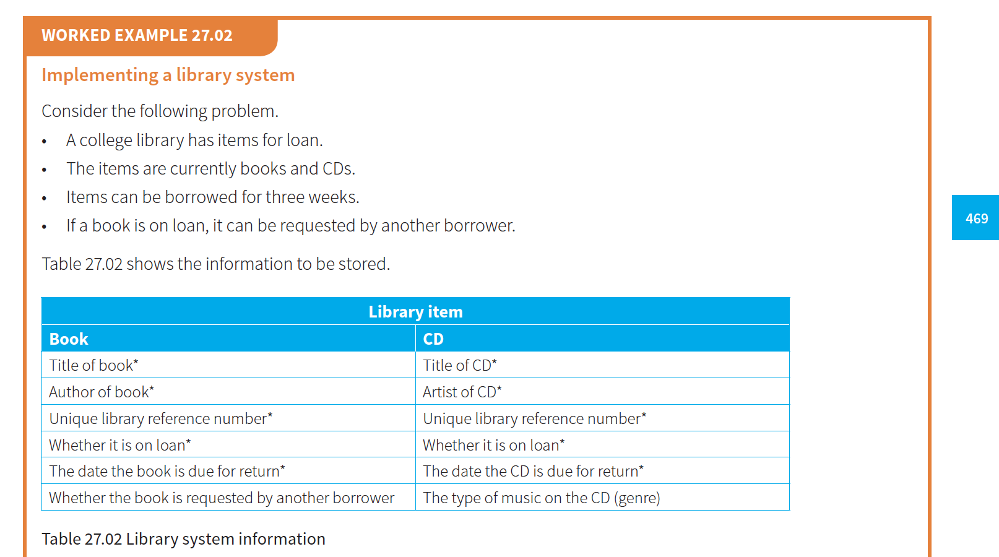 WORKED EXAMPLE 27.02
Implementing a library system
Consider the following problem.
• A college library has items for loan.
• The items are currently books and CDs.
• Items can be borrowed for three weeks.
• If a book is on loan, it can be requested by another borrower.
469
Table 27.02 shows the information to be stored.
Library item
Book CD
Title of book* Title of CD*
Author of book* Artist of CD*
Unique library reference number* Unique library reference number*
Whether it is on loan* Whether it is on loan*
The date the book is due for return* The date the CD is due for return*
Whether the book is requested by another borrower The type of music on the CD (genre)
Table 27.02 Library system information